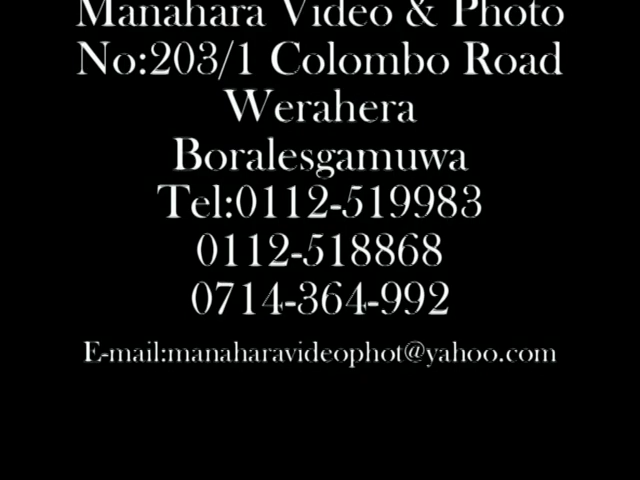 Manahara Video & Photo
No:203/1 Colombo Road
Werahera
Boralesgamuwa
Tel:0112-519983
0112-518868
0714-364-992
E-mail:manaharavideophot@yahoo.com